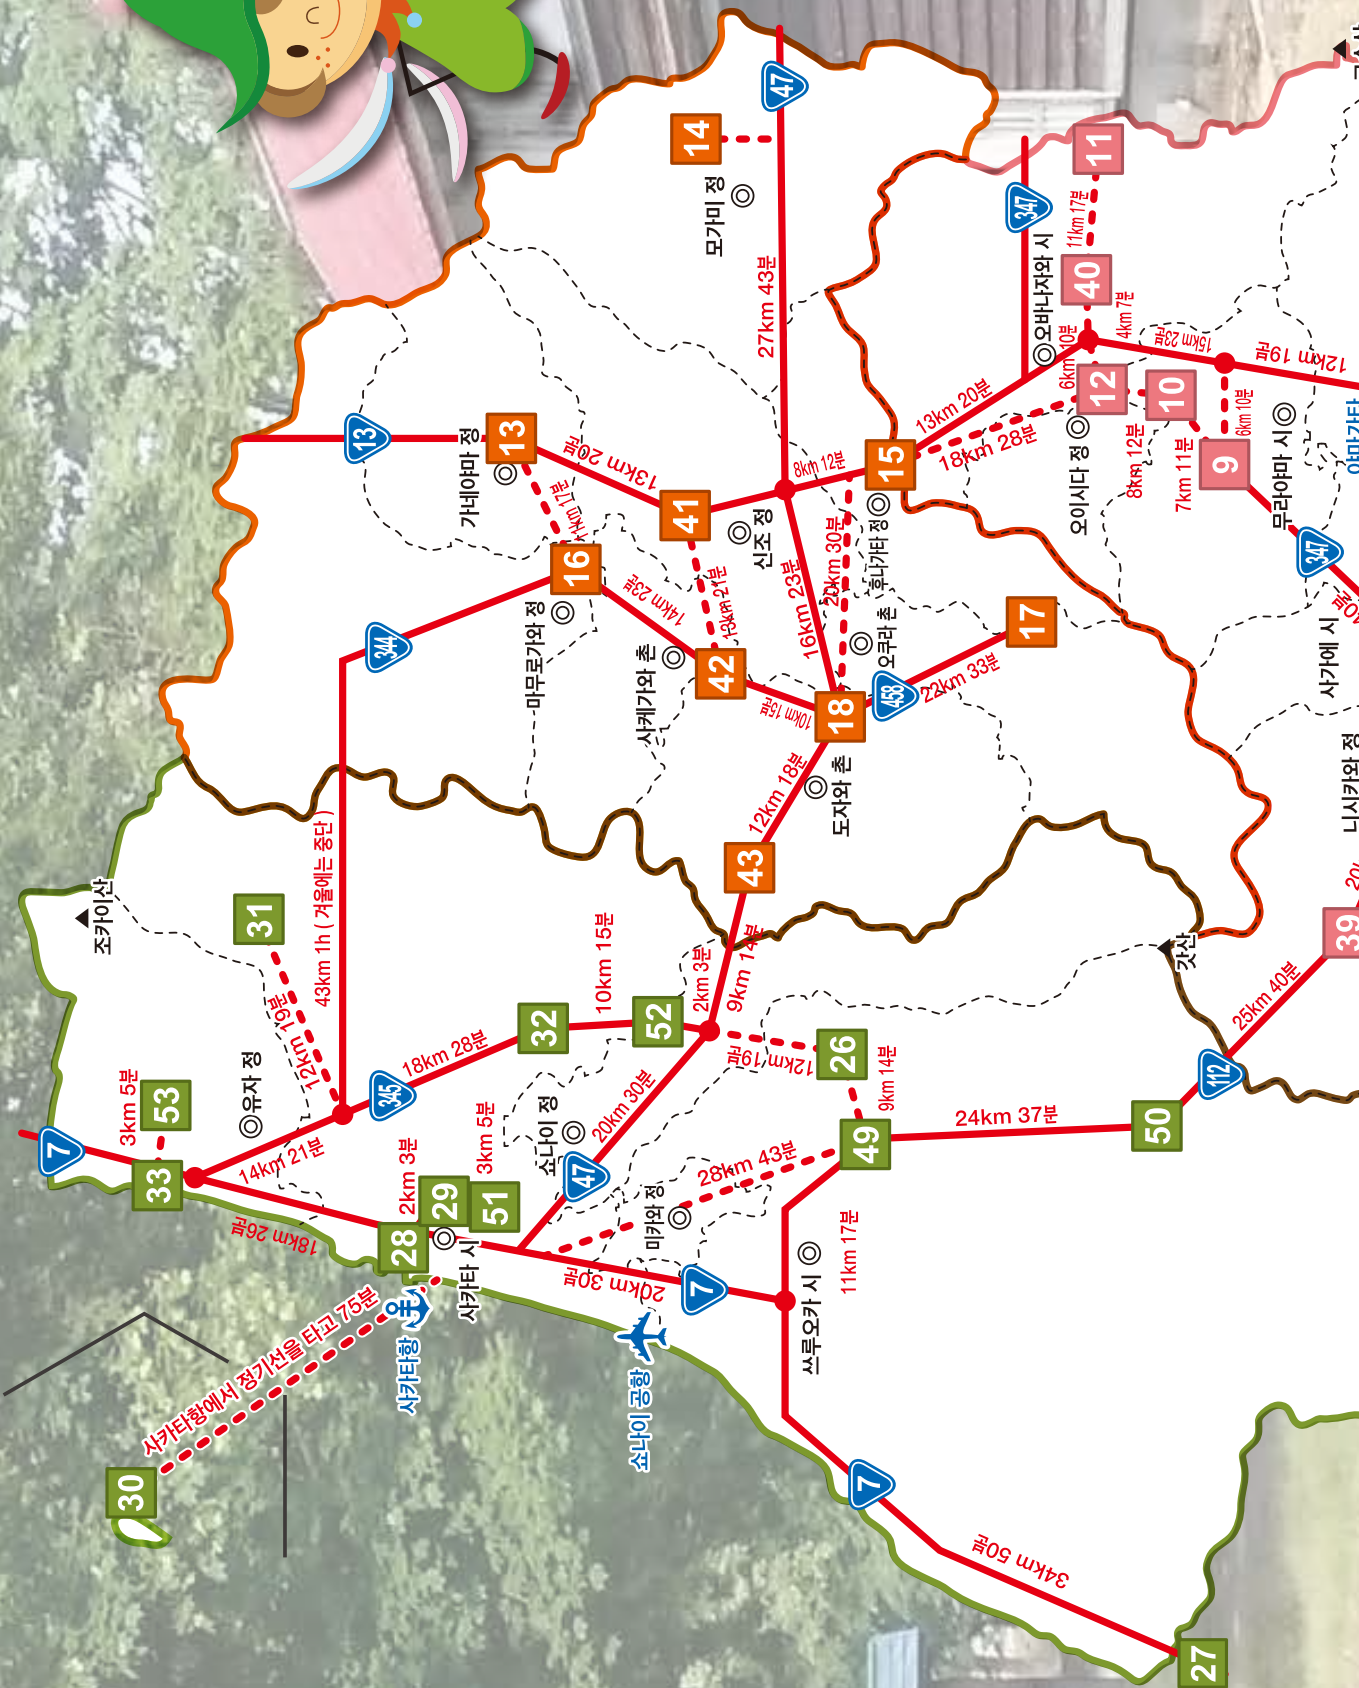 조카이산
7
33
3km 5분
53
유자 정
14km 21분
18km 26분
12km 19분
31
43km 1h ( 겨울에는 중단 )
344
345
18km 28분
32
10km 15분
52
2km 3분
9km 14분
43
12km 18분
도자와 촌
18
10km 15분
42
사케가와 촌
14km 23분
16
마무로가와 정
11km 17분
13
가네야마 정
13
13km 20분
41
13km 21분
신조 정
16km 23분
20km 30분
8km 12분
15
후나가타 정
오쿠라 촌
458
22km 33분
17
27km 43분
모가미 정
14
47
347
오바나자와 시
11
11km 17분
40
4km 7분
6km 10분
12
13km 20분
18km 28분
오이시다 정
10
8km 12분
7km 11분
9
6km 10분
15km 23분
12km 19분
무라야마 시
347
사가에 시
니시카와 정
39
25km 40분
112
갓산
50
24km 37분
49
9km 14분
26
12km 19분
28km 43분
20km 30분
47
쇼나이 정
미카와 정
28
29
51
2km 3분
3km 5분
사카타 시
사카타항
사카타항에서 정기선을 타고 75분
30
20km 30분
7
쇼나이 공항
쓰루오카 시
11km 17분
7
34km 50분
27